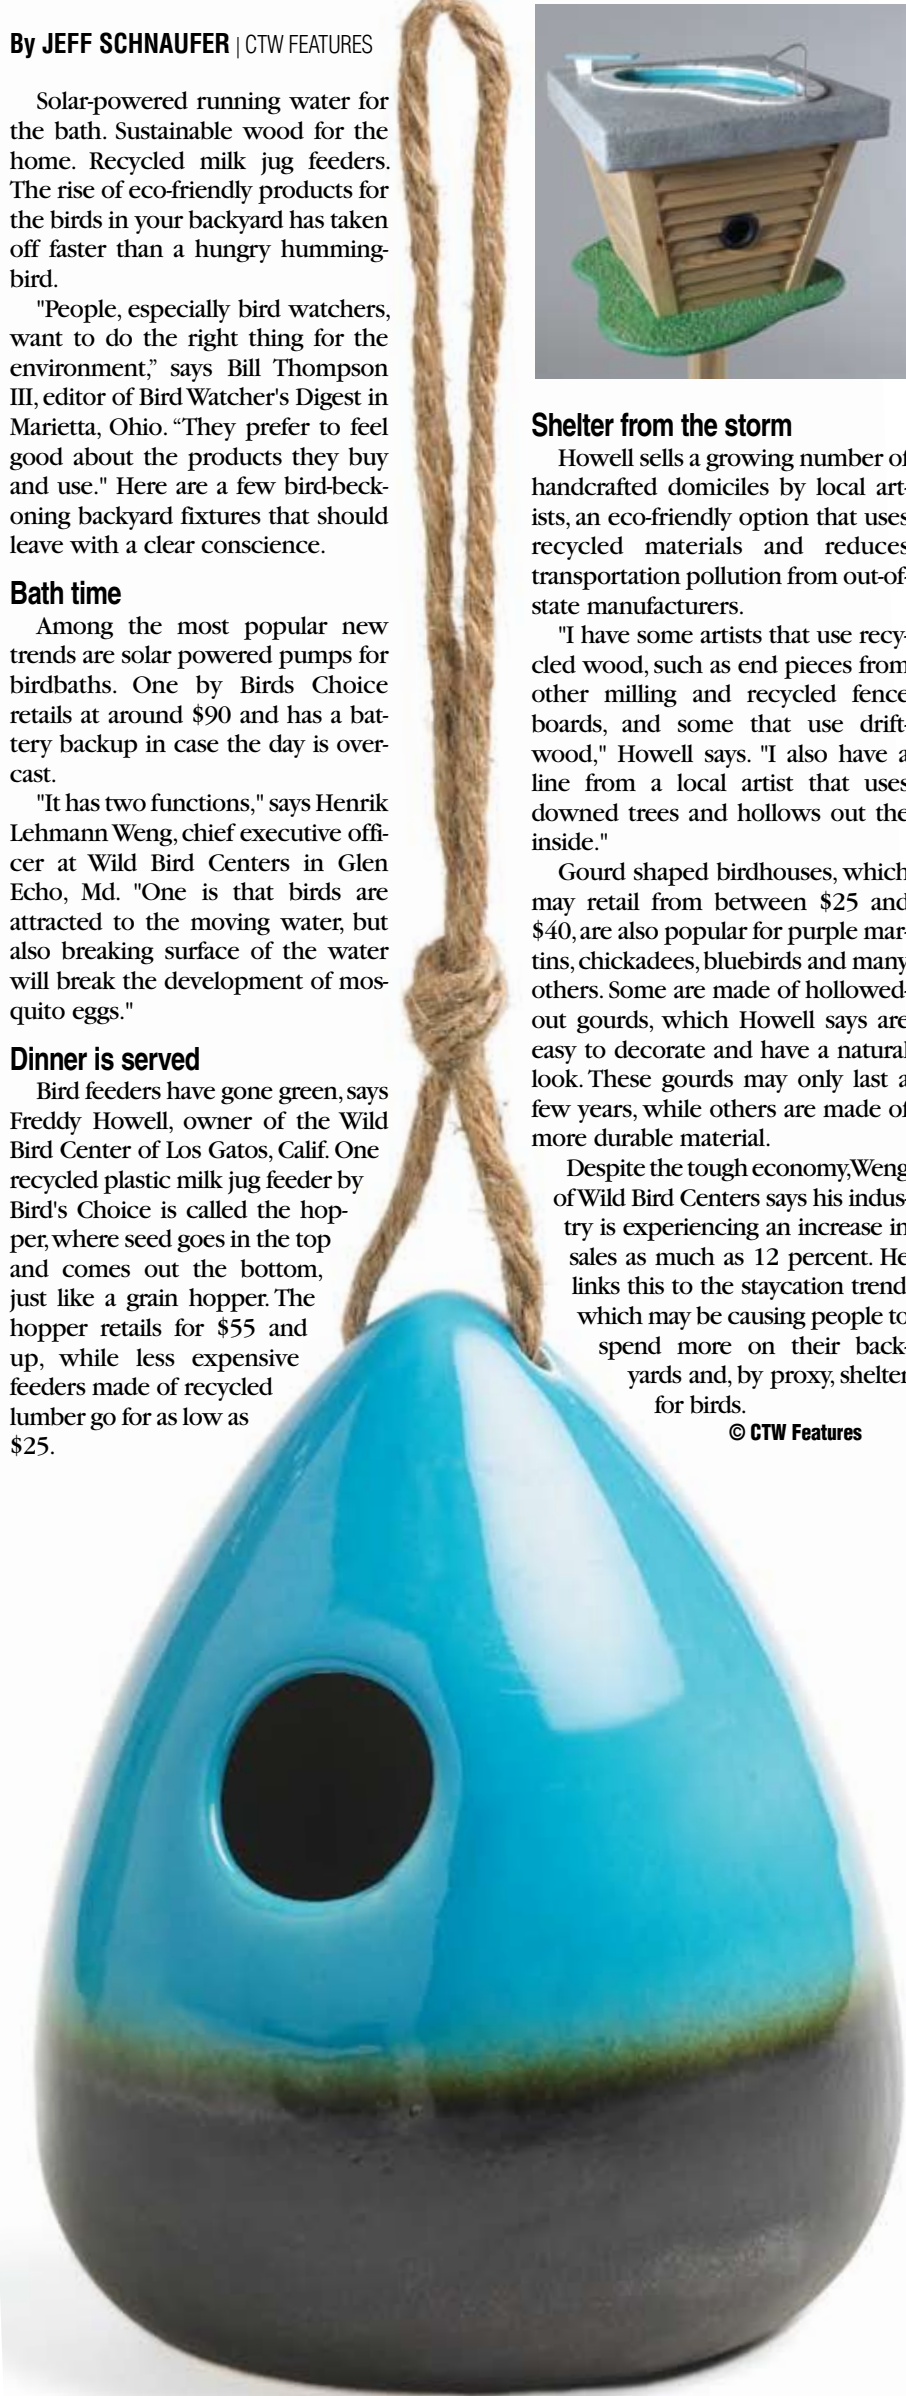 By JEFF SCHNAUFER | CTW FEATURES
Solar-powered running water for
the bath. Sustainable wood for the
home. Recycled milk jug feeders.
The rise of eco-friendly products for
the birds in your backyard has taken
off faster than a hungry humming-
bird.
"People, especially bird watchers,
want to do the right thing for the
environment,” says Bill Thompson
III, editor of Bird Watcher's Digest in
Marietta, Ohio. “They prefer to feel
good about the products they buy
and use." Here are a few bird-beck-
oning backyard fixtures that should
leave with a clear conscience.
Bath time
Among the most popular new
trends are solar powered pumps for
birdbaths. One by Birds Choice
retails at around $90 and has a bat-
tery backup in case the day is over-
cast.
"It has two functions," says Henrik
Lehmann Weng, chief executive offi-
cer at Wild Bird Centers in Glen
Echo, Md. "One is that birds are
attracted to the moving water, but
also breaking surface of the water
will break the development of mos-
quito eggs."
Dinner is served
Bird feeders have gone green, says
Freddy Howell, owner of the Wild
Bird Center of Los Gatos, Calif. One
recycled plastic milk jug feeder by
Bird's Choice is called the hop-
per, where seed goes in the top
and comes out the bottom,
just like a grain hopper. The
hopper retails for $55 and
up, while less expensive
feeders made of recycled
lumber go for as low as
$25.
Shelter from the storm
Howell sells a growing number of
handcrafted domiciles by local art-
ists, an eco-friendly option that uses
recycled materials and reduces
transportation pollution from out-of-
state manufacturers.
"I have some artists that use recy-
cled wood, such as end pieces from
other milling and recycled fence
boards, and some that use drift-
wood," Howell says. "I also have a
line from a local artist that uses
downed trees and hollows out the
inside."
Gourd shaped birdhouses, which
may retail from between $25 and
$40, are also popular for purple mar-
tins, chickadees, bluebirds and many
others. Some are made of hollowed-
out gourds, which Howell says are
easy to decorate and have a natural
look. These gourds may only last a
few years, while others are made of
more durable material.
Despite the tough economy, Weng
of Wild Bird Centers says his indus-
try is experiencing an increase in
sales as much as 12 percent. He
links this to the staycation trend
which may be causing people to
spend more on their back-
yards and, by proxy, shelter
for birds.
© CTW Features